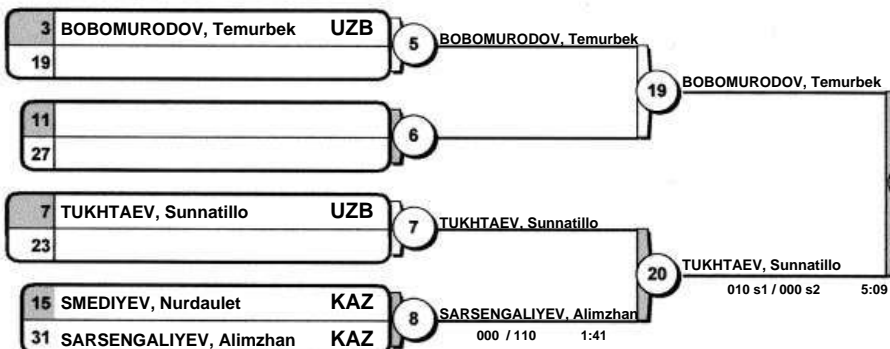 3 BOBOMURODOV, Temurbek UZB
19
5
BOBOMURODOV, Temurbek
11
27
6
19
BOBOMURODOV, Temurbek
7 TUKHTAEV, Sunnatillo UZB
23
7
TUKHTAEV, Sunnatillo
15 SMEDIYEV, Nurdaulet KAZ
31 SARSENGALIYEV, Alimzhan KAZ
8
SARSENGALIYEV, Alimzhan
000 / 110 1:41
20
TUKHTAEV, Sunnatillo
010 s1 / 000 s2 5:09